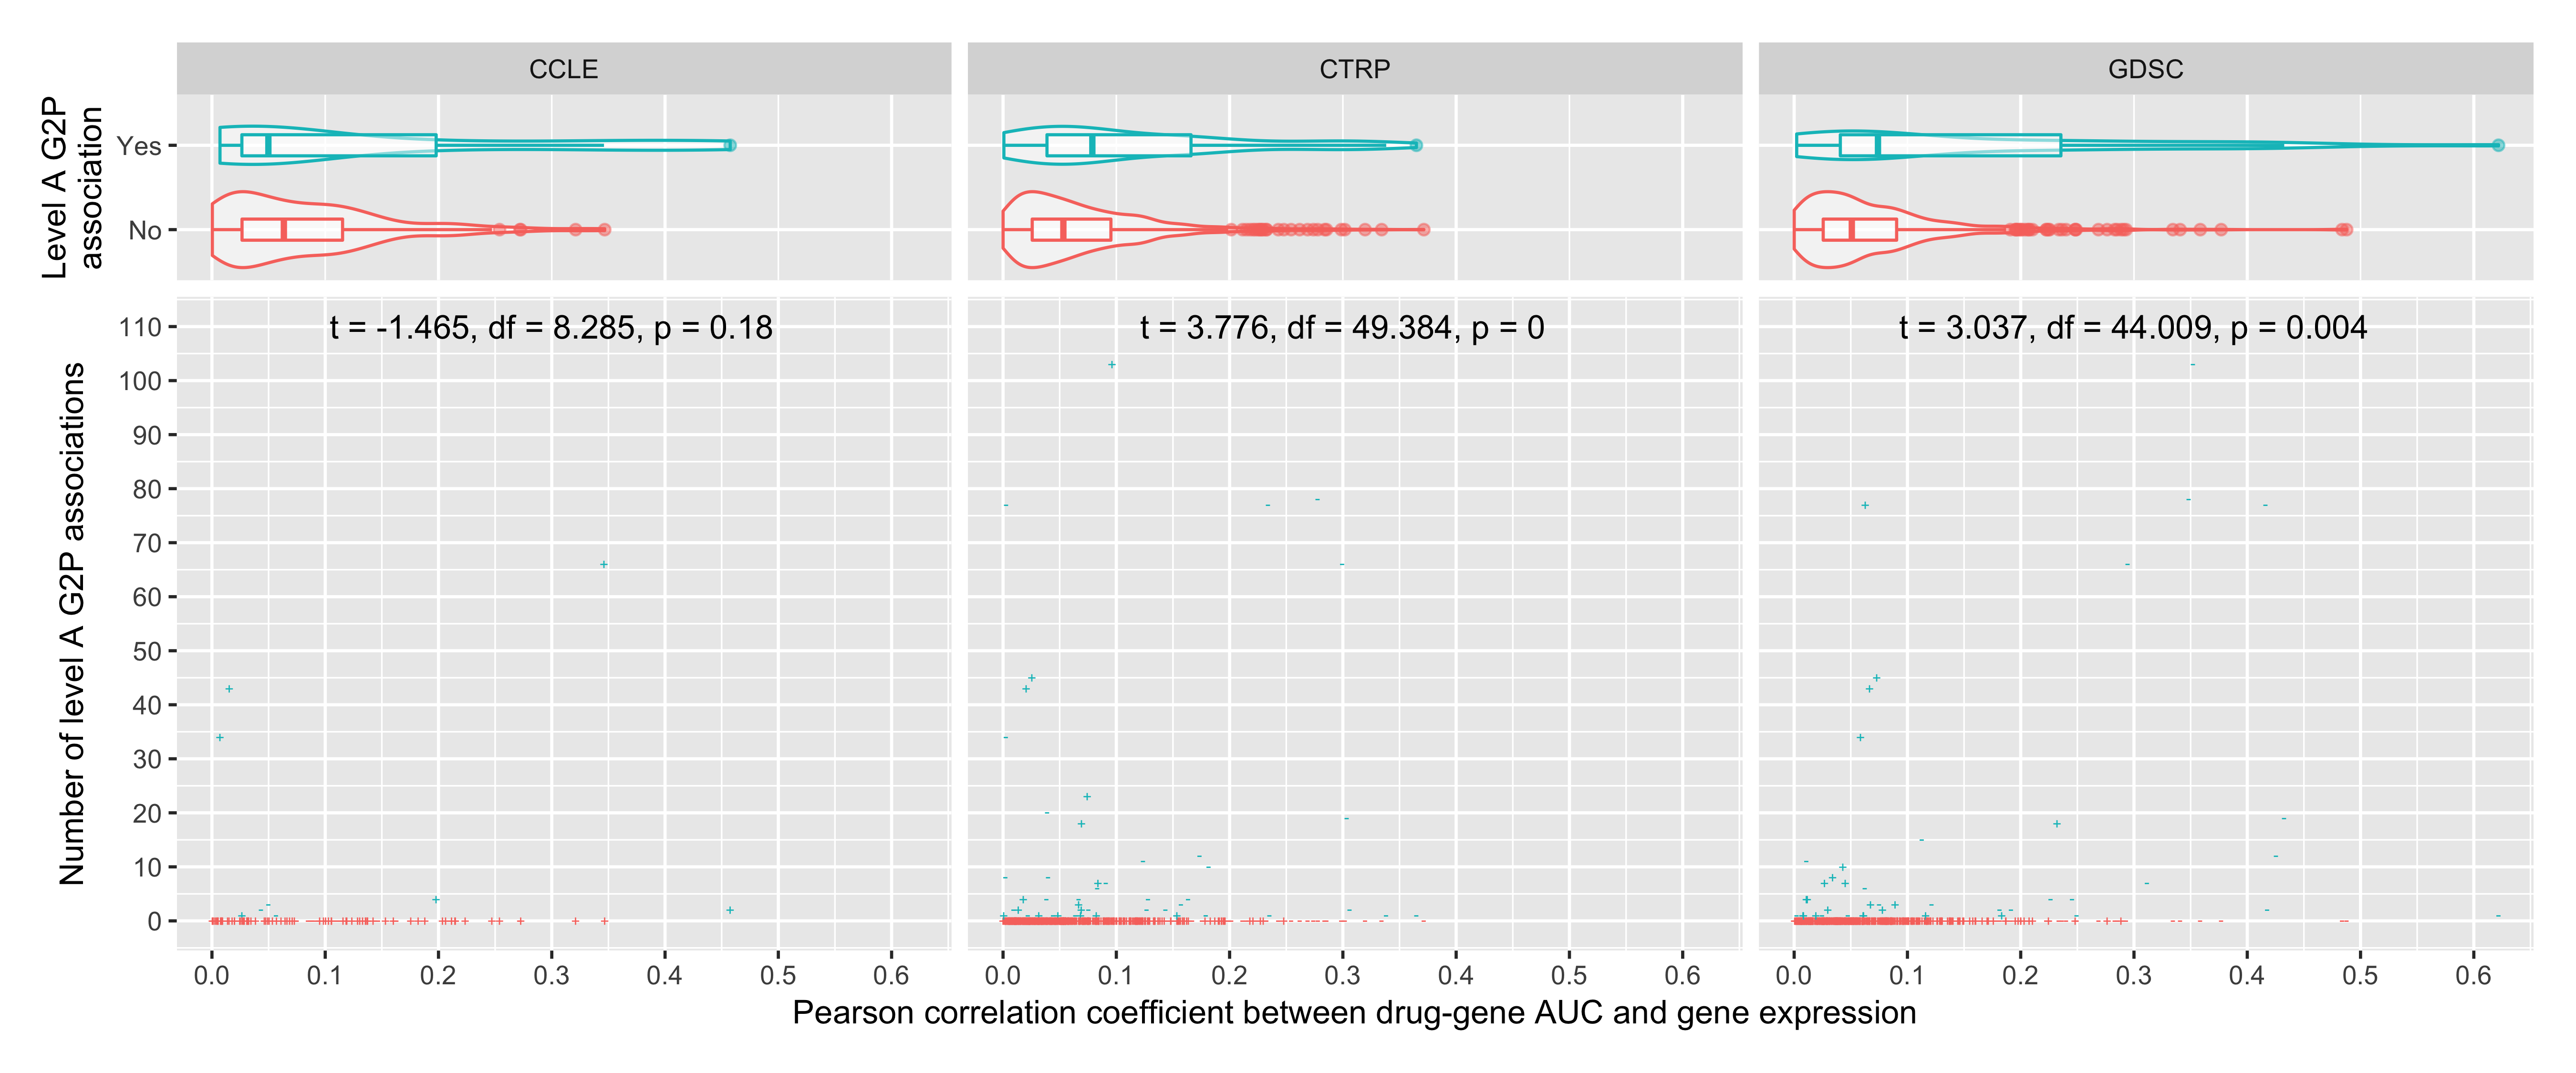 CCLE
CTRP
GDSC
Level A G2P
association
Yes
No
t = -1.465, df = 8.285, p = 0.18
t = 3.776, df = 49.384, p = 0
t = 3.037, df = 44.009, p = 0.004
Number of level A G2P associations
110
100
90
80
70
60
50
40
30
20
10
0
0.0 0.1 0.2 0.3 0.4 0.5 0.6
0.0 0.1 0.2 0.3 0.4 0.5 0.6
0.0 0.1 0.2 0.3 0.4 0.5 0.6
Pearson correlation coefficient between drug-gene AUC and gene expression